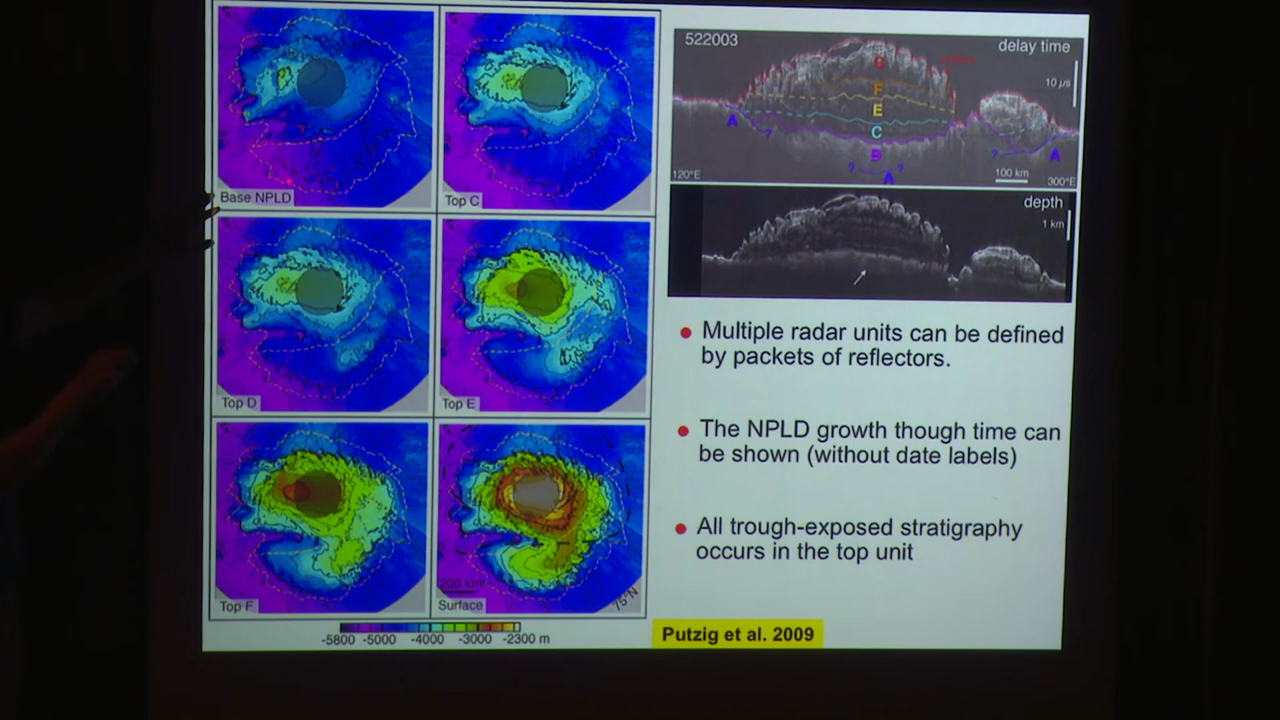 Base NPLD
Top C
Top D
Top E
Top F
200 km
Surface
75°N
-5800 -5000 -4000 -3000 -2300 m
522003
delay time
10 µs
G
F
E
C
B
A
?
? ?
A
?
A
120°E
100 km
300°E
depth
1 km
Multiple radar units can be defined
by packets of reflectors.
The NPLD growth though time can
be shown (without date labels)
All trough-exposed stratigraphy
occurs in the top unit
Putzig et al. 2009